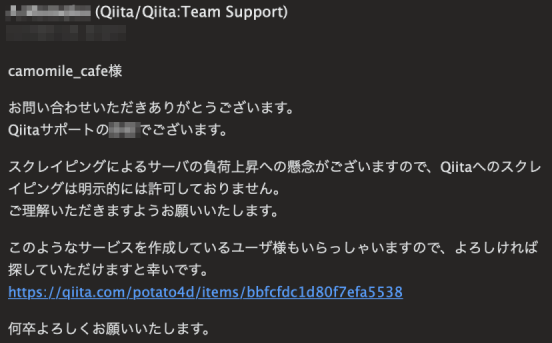 (Qiita/Qiita:Team Support)
camomile_cafe様
お問い合わせいただきありがとうございます。
Qiitaサポートの でございます。
スクレイピングによるサーバの負荷上昇への懸念がございますので、Qiitaへのスクレ
イピングは明示的には許可しておりません。
ご理解いただきますようお願いいたします。
このようなサービスを作成しているユーザ様もいらっしゃいますので、よろしければ
探していただけますと幸いです。
https://qiita.com/potato4d/items/bbfcfdc1d80f7efa5538
何卒よろしくお願いいたします。